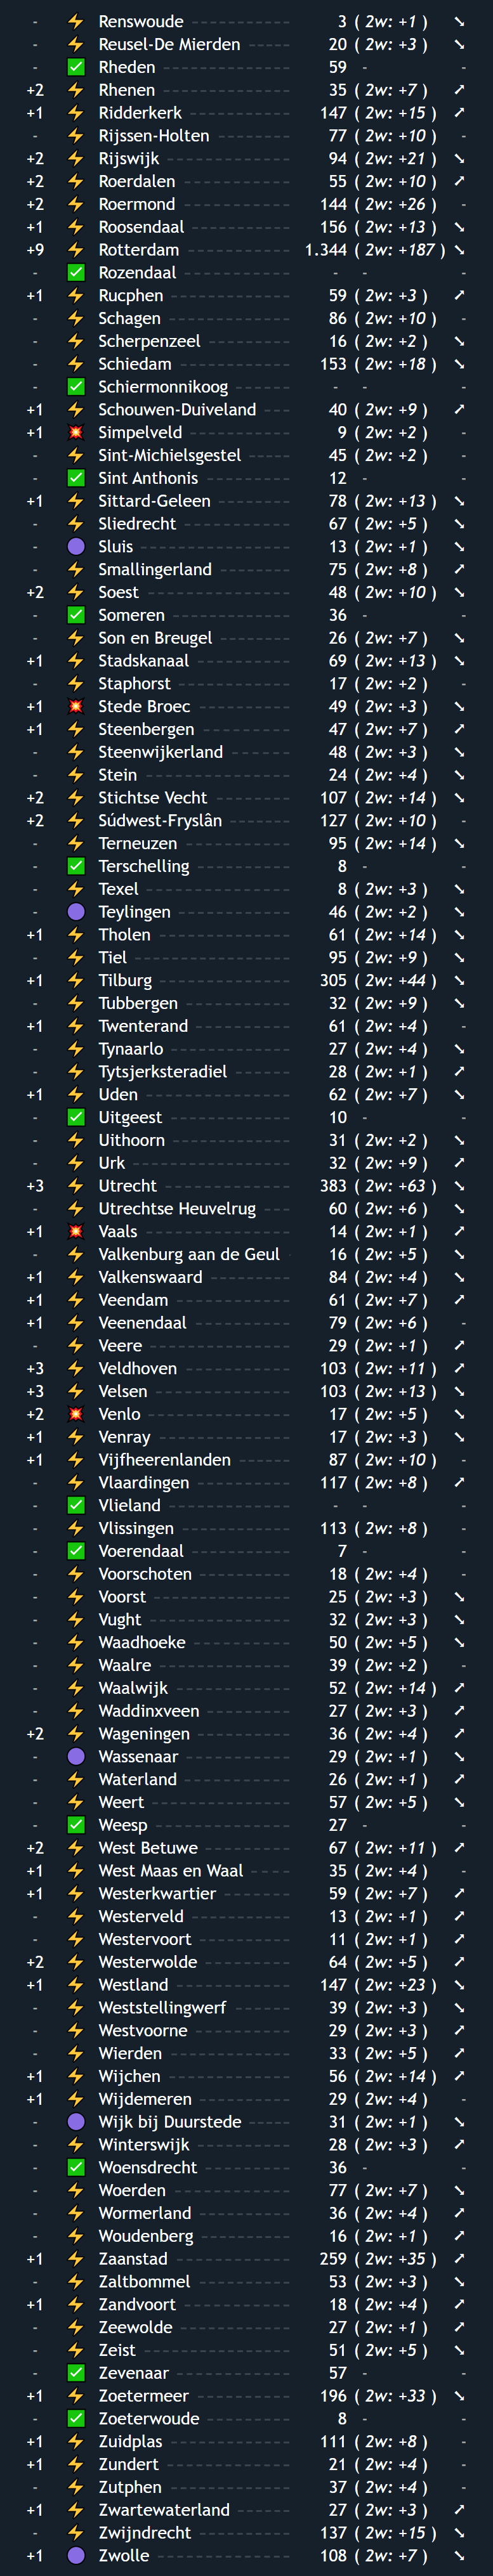 - ⚡ Renswoude ------------- 3 ( 2w: +1 ) ➘
- ⚡ Reusel-De Mierden ------ 20 ( 2w: +3 ) ➘
- ✅ Rheden ---------------- 59 - -
+2 ⚡ Rhenen ---------------- 35 ( 2w: +7 ) ➚
+1 ⚡ Ridderkerk ------------- 147 ( 2w: +15 ) ➚
- ⚡ Rijssen-Holten ---------- 77 ( 2w: +10 ) -
+2 ⚡ Rijswijk --------------- 94 ( 2w: +21 ) ➘
+2 ⚡ Roerdalen ------------- 55 ( 2w: +10 ) ➚
+2 ⚡ Roermond ------------- 144 ( 2w: +26 ) -
+1 ⚡ Roosendaal ------------ 156 ( 2w: +13 ) ➘
+9 ⚡ Rotterdam ------------- 1.344 ( 2w: +187 ) ➘
- ✅ Rozendaal ------------- - - -
+1 ⚡ Rucphen --------------- 59 ( 2w: +3 ) ➚
- ⚡ Schagen --------------- 86 ( 2w: +10 ) -
- ⚡ Scherpenzeel ----------- 16 ( 2w: +2 ) ➘
- ⚡ Schiedam -------------- 153 ( 2w: +18 ) ➘
- ✅ Schiermonnikoog ------- - - -
+1 ⚡ Schouwen-Duiveland ---- 40 ( 2w: +9 ) ➚
+1 💥 Simpelveld ------------ 9 ( 2w: +2 ) -
- ⚡ Sint-Michielsgestel ------ 45 ( 2w: +2 ) -
- ✅ Sint Anthonis ----------- 12 - -
+1 ⚡ Sittard-Geleen --------- 78 ( 2w: +13 ) ➘
- ⚡ Sliedrecht ------------- 67 ( 2w: +5 ) ➘
- 🟣 Sluis ------------------ 13 ( 2w: +1 ) ➘
- ⚡ Smallingerland --------- 75 ( 2w: +8 ) ➚
+2 ⚡ Soest ----------------- 48 ( 2w: +10 ) ➘
- ✅ Someren -------------- 36 - -
- ⚡ Son en Breugel --------- 26 ( 2w: +7 ) ➘
+1 ⚡ Stadskanaal ----------- 69 ( 2w: +13 ) ➘
- ⚡ Staphorst ------------- 17 ( 2w: +2 ) -
+1 💥 Stede Broec ----------- 49 ( 2w: +3 ) ➘
+1 ⚡ Steenbergen ----------- 47 ( 2w: +7 ) ➚
- ⚡ Steenwijkerland -------- 48 ( 2w: +3 ) ➘
- ⚡ Stein ------------------ 24 ( 2w: +4 ) ➘
+2 ⚡ Stichtse Vecht --------- 107 ( 2w: +14 ) ➘
+2 ⚡ Súdwest-Fryslân -------- 127 ( 2w: +10 ) -
- ⚡ Terneuzen ------------- 95 ( 2w: +14 ) ➘
- ✅ Terschelling ----------- 8 - -
- ⚡ Texel ----------------- 8 ( 2w: +3 ) ➘
- 🟣 Teylingen ------------- 46 ( 2w: +2 ) ➘
+1 ⚡ Tholen ---------------- 61 ( 2w: +14 ) ➘
- ⚡ Tiel ------------------- 95 ( 2w: +9 ) ➘
+1 ⚡ Tilburg --------------- 305 ( 2w: +44 ) ➘
- ⚡ Tubbergen ------------ 32 ( 2w: +9 ) ➘
+1 ⚡ Twenterand ----------- 61 ( 2w: +4 ) -
- ⚡ Tynaarlo -------------- 27 ( 2w: +4 ) ➘
- ⚡ Tytsjerksteradiel ------- 28 ( 2w: +1 ) ➚
+1 ⚡ Uden ------------------ 62 ( 2w: +7 ) ➘
- ✅ Uitgeest -------------- 10 - -
- ⚡ Uithoorn -------------- 31 ( 2w: +2 ) ➘
- ⚡ Urk ------------------- 32 ( 2w: +9 ) ➚
+3 ⚡ Utrecht --------------- 383 ( 2w: +63 ) ➘
- ⚡ Utrechtse Heuvelrug ---- 60 ( 2w: +6 ) ➘
+1 💥 Vaals ----------------- 14 ( 2w: +1 ) ➚
- ⚡ Valkenburg aan de Geul - 16 ( 2w: +5 ) ➘
+1 ⚡ Valkenswaard --------- 84 ( 2w: +4 ) ➘
+1 ⚡ Veendam ------------- 61 ( 2w: +7 ) ➚
+1 ⚡ Veenendaal ----------- 79 ( 2w: +6 ) -
- ⚡ Veere ---------------- 29 ( 2w: +1 ) ➚
+3 ⚡ Veldhoven ------------ 103 ( 2w: +11 ) ➚
+3 ⚡ Velsen ---------------- 103 ( 2w: +13 ) ➘
+2 💥 Venlo ---------------- 17 ( 2w: +5 ) ➘
+1 ⚡ Venray --------------- 17 ( 2w: +3 ) ➘
+1 ⚡ Vijfheerenlanden ------- 87 ( 2w: +10 ) -
- ⚡ Vlaardingen ----------- 117 ( 2w: +8 ) ➚
- ✅ Vlieland -------------- - - -
- ⚡ Vlissingen ------------- 113 ( 2w: +8 ) -
- ✅ Voerendaal ------------ 7 - -
- ⚡ Voorschoten ----------- 18 ( 2w: +4 ) -
- ⚡ Voorst ---------------- 25 ( 2w: +3 ) ➘
- ⚡ Vught ---------------- 32 ( 2w: +3 ) ➘
- ⚡ Waadhoeke ------------ 50 ( 2w: +5 ) ➘
- ⚡ Waalre --------------- 39 ( 2w: +2 ) -
- ⚡ Waalwijk ------------- 52 ( 2w: +14 ) ➚
- ⚡ Waddinxveen ---------- 27 ( 2w: +3 ) ➚
+2 ⚡ Wageningen ----------- 36 ( 2w: +4 ) ➚
- 🟣 Wassenaar ------------ 29 ( 2w: +1 ) ➘
- ⚡ Waterland ------------ 26 ( 2w: +1 ) ➚
- ⚡ Weert ---------------- 57 ( 2w: +5 ) ➘
- ✅ Weesp --------------- 27 - -
+2 ⚡ West Betuwe ---------- 67 ( 2w: +11 ) ➚
+1 ⚡ West Maas en Waal ---- 35 ( 2w: +4 ) -
+1 ⚡ Westerkwartier -------- 59 ( 2w: +7 ) ➚
- ⚡ Westerveld ----------- 13 ( 2w: +1 ) ➚
- ⚡ Westervoort ---------- 11 ( 2w: +1 ) ➚
+2 ⚡ Westerwolde ---------- 64 ( 2w: +5 ) ➚
+1 ⚡ Westland ------------- 147 ( 2w: +23 ) ➘
- ⚡ Weststellingwerf ------- 39 ( 2w: +3 ) ➘
- ⚡ Westvoorne ----------- 29 ( 2w: +3 ) ➚
- ⚡ Wierden -------------- 33 ( 2w: +5 ) ➚
+1 ⚡ Wijchen -------------- 56 ( 2w: +14 ) ➚
+1 ⚡ Wijdemeren ----------- 29 ( 2w: +4 ) -
- 🟣 Wijk bij Duurstede ----- 31 ( 2w: +1 ) ➘
- ⚡ Winterswijk ----------- 28 ( 2w: +3 ) ➚
- ✅ Woensdrecht ---------- 36 - -
- ⚡ Woerden ------------- 77 ( 2w: +7 ) ➘
- ⚡ Wormerland ---------- 36 ( 2w: +4 ) ➚
- ⚡ Woudenberg ---------- 16 ( 2w: +1 ) ➚
+1 ⚡ Zaanstad ------------- 259 ( 2w: +35 ) ➚
- ⚡ Zaltbommel ----------- 53 ( 2w: +3 ) ➘
+1 ⚡ Zandvoort ------------ 18 ( 2w: +4 ) ➚
- ⚡ Zeewolde ------------- 27 ( 2w: +1 ) ➚
- ⚡ Zeist ----------------- 51 ( 2w: +5 ) ➘
- ✅ Zevenaar ------------- 57 - -
+1 ⚡ Zoetermeer ----------- 196 ( 2w: +33 ) ➘
- ✅ Zoeterwoude ---------- 8 - -
+1 ⚡ Zuidplas -------------- 111 ( 2w: +8 ) -
+1 ⚡ Zundert -------------- 21 ( 2w: +4 ) -
- ⚡ Zutphen -------------- 37 ( 2w: +4 ) -
+1 ⚡ Zwartewaterland ------ 27 ( 2w: +3 ) ➚
- ⚡ Zwijndrecht ----------- 137 ( 2w: +15 ) ➘
+1 🟣 Zwolle ---------------- 108 ( 2w: +7 ) ➘